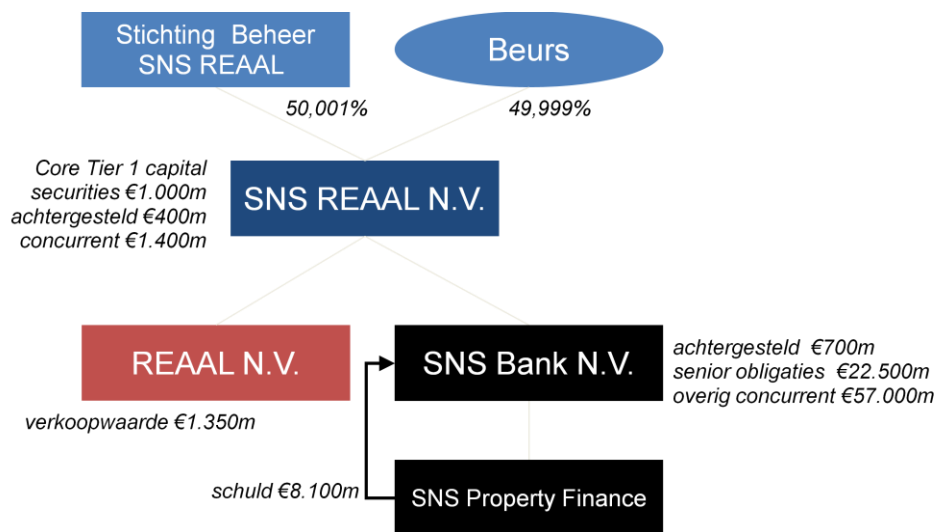 Stichting Beheer
SNS REAAL
Beurs
50,001%
49,999%
Core Tier 1 capital
securities €1.000m
achtergesteld €400m
concurrent €1.400m
SNS REAAL N.V.
REAAL N.V.
SNS Bank N.V.
achtergesteld €700m
senior obligaties €22.500m
overig concurrent €57.000m
verkoopwaarde €1.350m
schuld €8.100m
SNS Property Finance